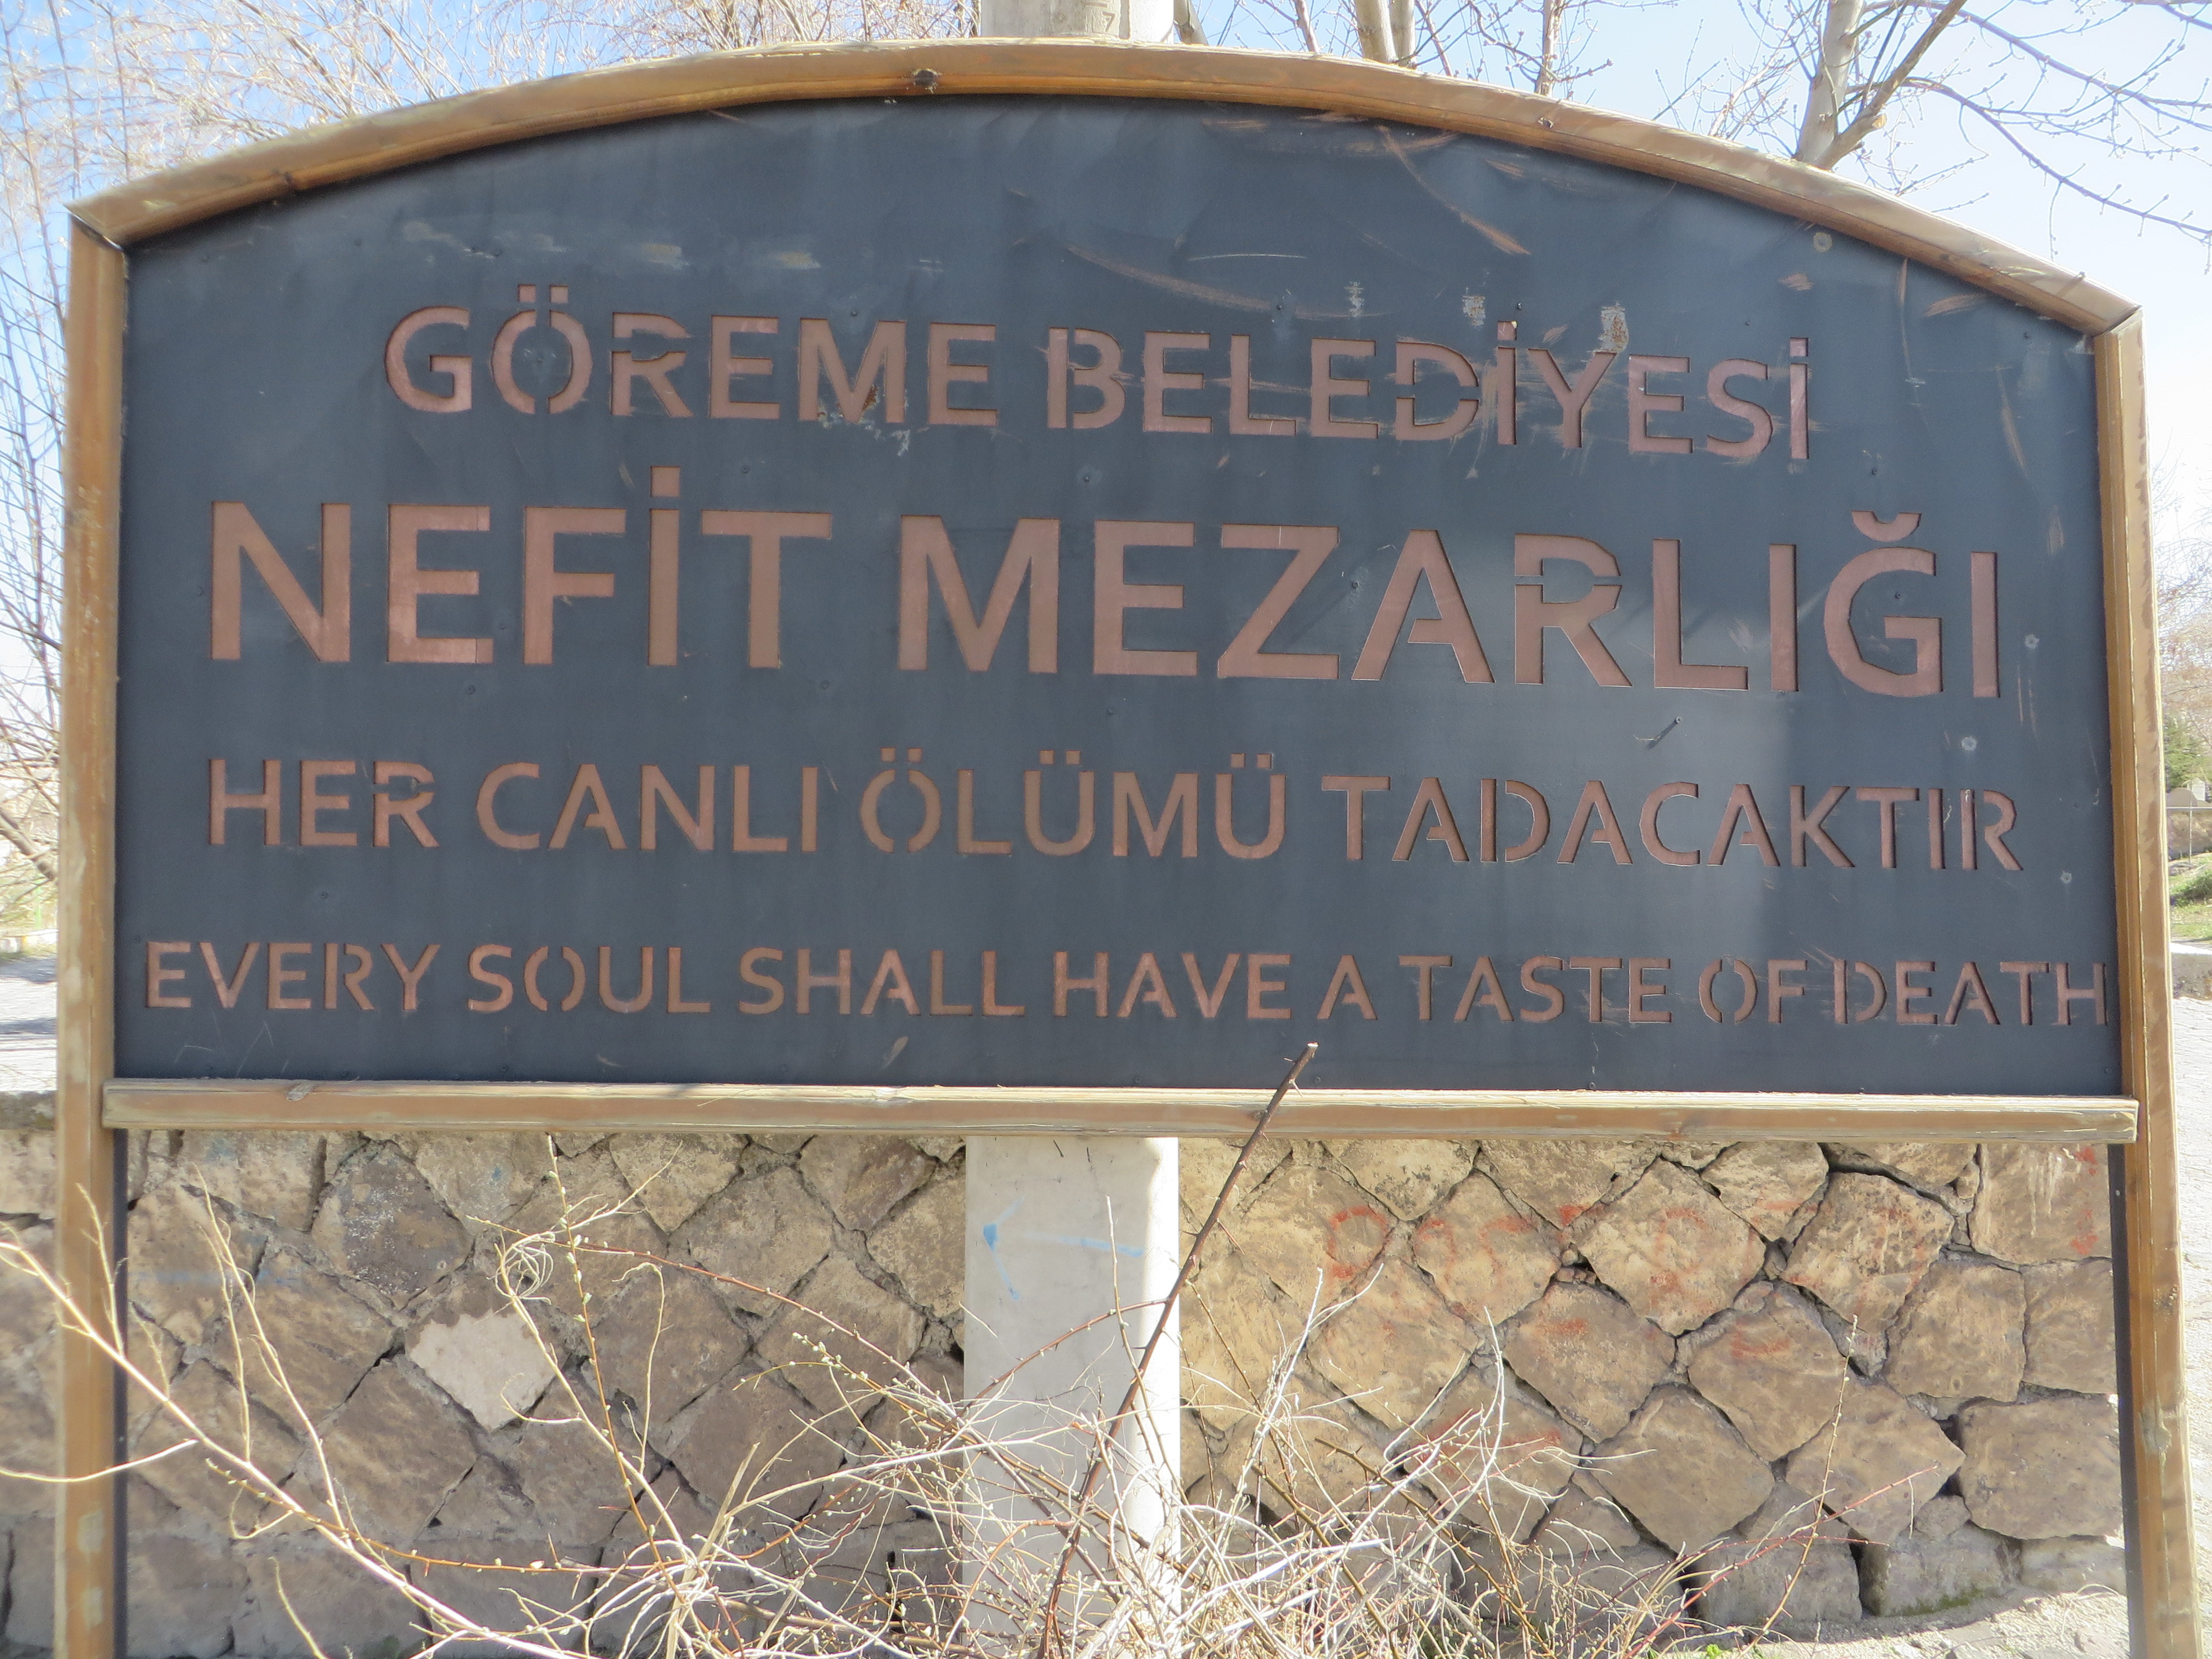 GÖREME BELEDİYESİ
NEFİT MEZARLIĞI
HER CANLI ÖLÜMÜ TADACAKTIR
EVERY SOUL SHALL HAVE A TASTE OF DEATH